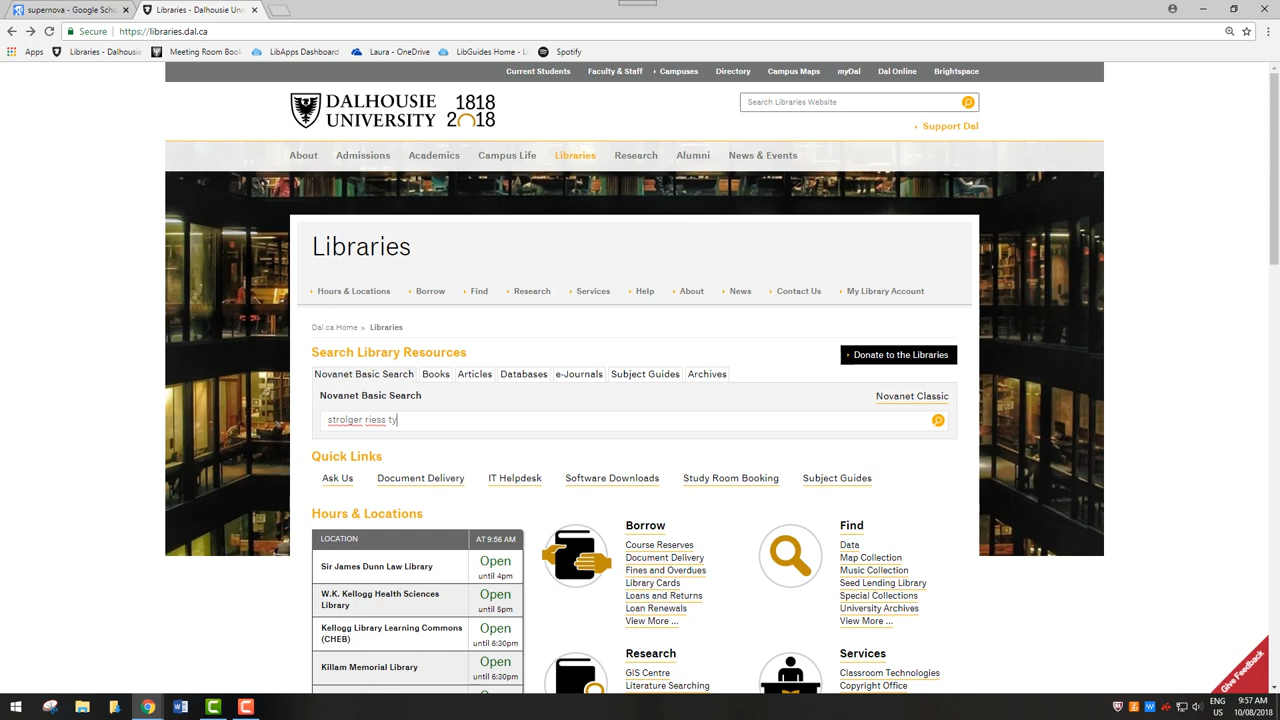 supernova - Google Scho
Libraries - Dalhousie Uni
Secure
https://libraries.dal.ca
Apps
Libraries - Dalhousie
Meeting Room Book
LibApps Dashboard
Laura - OneDrive
LibGuides Home - Li
Spotify
Current Students
Faculty & Staff
Campuses
Directory
Campus Maps
myDal
Dal Online
Brightspace
DALHOUSIE
UNIVERSITY
1818
2018
Search Libraries Website
Support Dal
About
Admissions
Academics
Campus Life
Libraries
Research
Alumni
News & Events
Libraries
Hours & Locations
Borrow
Find
Research
Services
Help
About
News
Contact Us
My Library Account
Dal.ca Home > Libraries
Search Library Resources
Donate to the Libraries
Novanet Basic Search
Books
Articles
Databases
e-Journals
Subject Guides
Archives
Novanet Basic Search
Novanet Classic
strolger riess ty
Quick Links
Ask Us
Document Delivery
IT Helpdesk
Software Downloads
Study Room Booking
Subject Guides
Hours & Locations
LOCATION
AT 9:56 AM
Sir James Dunn Law Library
Open
until 4pm
W.K. Kellogg Health Sciences
Library
Open
until 5pm
Kellogg Library Learning Commons
(CHEB)
Open
until 6:30pm
Killam Memorial Library
Open
until 6:30pm
Borrow
Course Reserves
Document Delivery
Fines and Overdues
Library Cards
Loans and Returns
Loan Renewals
View More ...
Find
Data
Map Collection
Music Collection
Seed Lending Library
Special Collections
University Archives
View More ...
Research
GIS Centre
Literature Searching
Services
Classroom Technologies
Copyright Office
Give Feedback
9:57 AM
US
10/08/2018